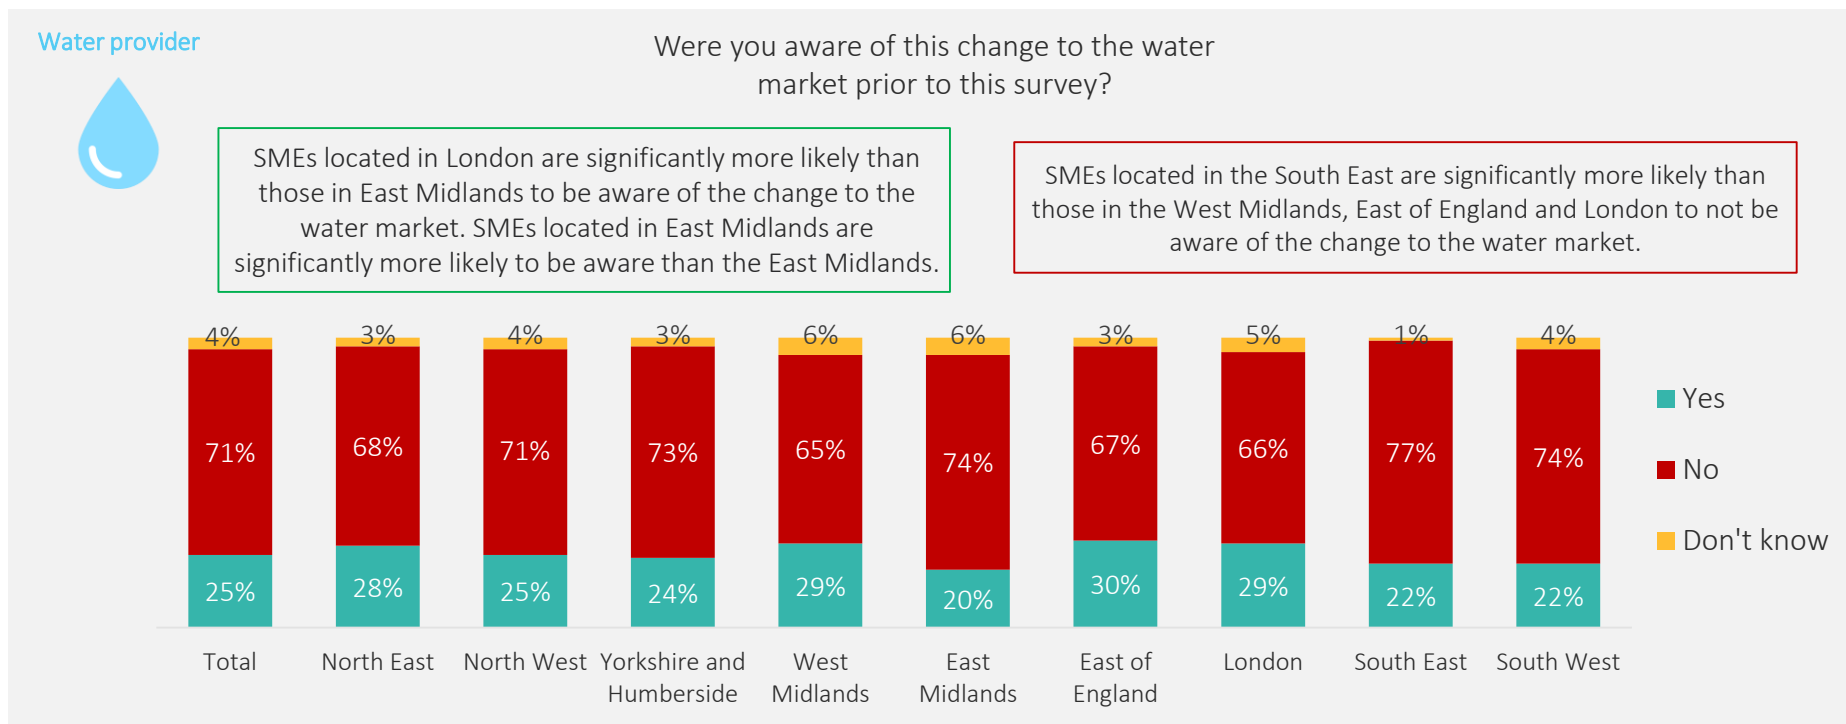 Water provider
Were you aware of this change to the water
market prior to this survey?
SMEs located in London are significantly more likely than
those in East Midlands to be aware of the change to the
water market. SMEs located in East Midlands are
significantly more likely to be aware than the East Midlands.
SMEs located in the South East are significantly more likely than
those in the West Midlands, East of England and London to not be
aware of the change to the water market.
4% 3% 4% 3% 6% 6% 3% 5% 1% 4%
71% 68% 71% 73% 65% 74% 67% 66% 77% 74%
25% 28% 25% 24% 29% 20% 30% 29% 22% 22%
Yes
No
Don't know
Total North East North West Yorkshire and West East East of London South East South West
Humberside Midlands Midlands England